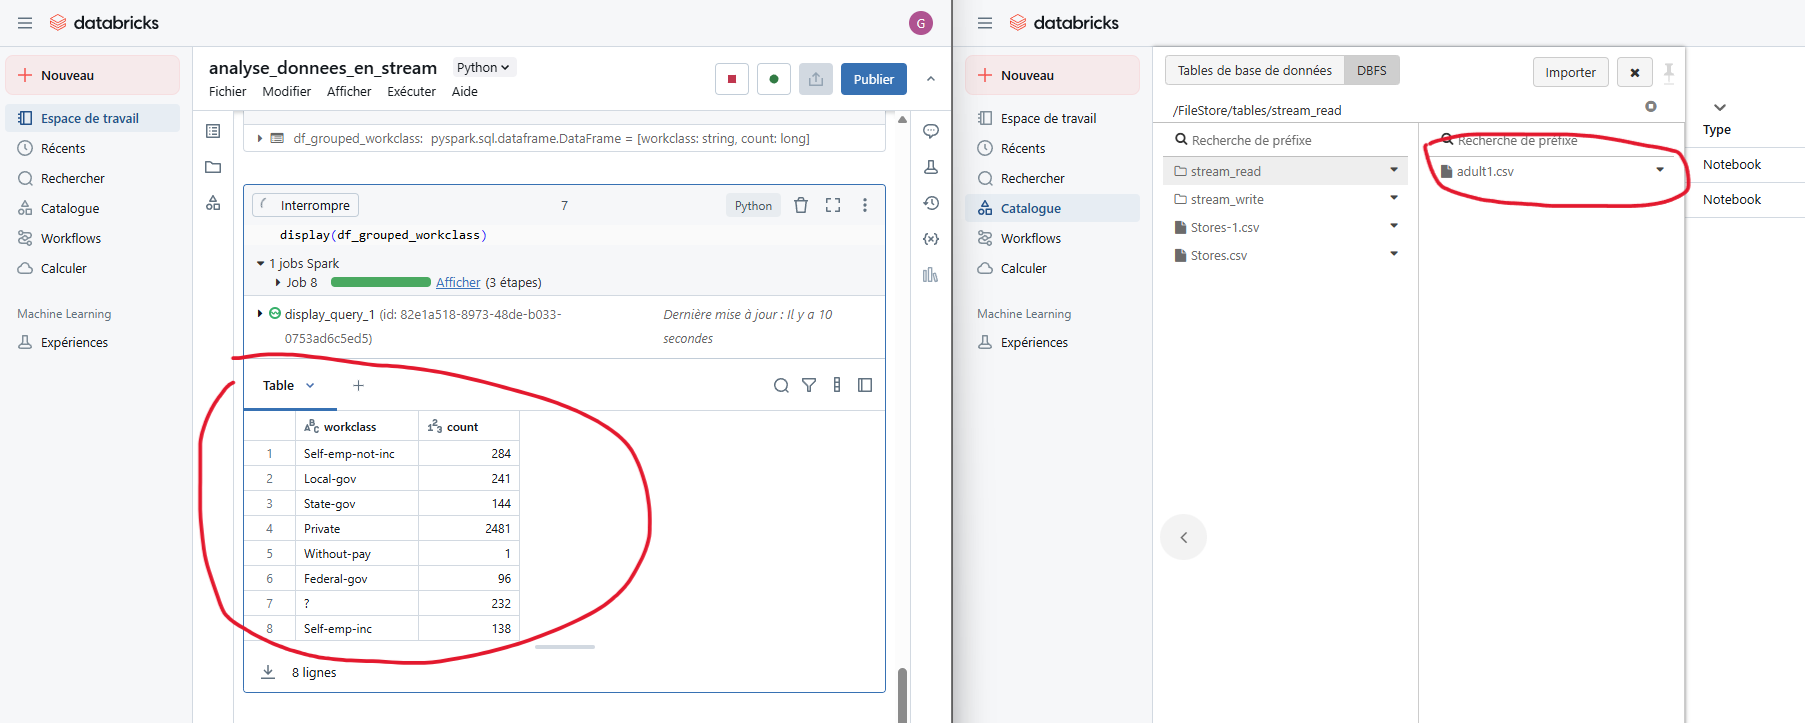 databricks
G
Nouveau
Espace de travail
Récents
Rechercher
Catalogue
Workflows
Calculer
Machine Learning
Expériences
analyse_donnees_en_stream
Python
Fichier Modifier Afficher Exécuter Aide
Publier
df_grouped_workclass: pyspark.sql.dataframe.DataFrame = [workclass: string, count: long]
Interrompre
7
Python
display(df_grouped_workclass)
1 jobs Spark
Job 8 Afficher (3 étapes)
display_query_1 (id: 82e1a518-8973-48de-b033-
0753ad6c5ed5)
Dernière mise à jour : Il y a 10
secondes
Table
workclass count
1 Self-emp-not-inc 284
2 Local-gov 241
3 State-gov 144
4 Private 2481
5 Without-pay 1
6 Federal-gov 96
7 ? 232
8 Self-emp-inc 138
8 lignes
databricks
Nouveau
Espace de travail
Récents
Rechercher
Catalogue
Workflows
Calculer
Machine Learning
Expériences
Tables de base de données DBFS
Importer
/FileStore/tables/stream_read
Recherche de préfixe
stream_read
stream_write
Stores-1.csv
Stores.csv
Recherche de préfixe
adult1.csv
Type
Notebook
Notebook